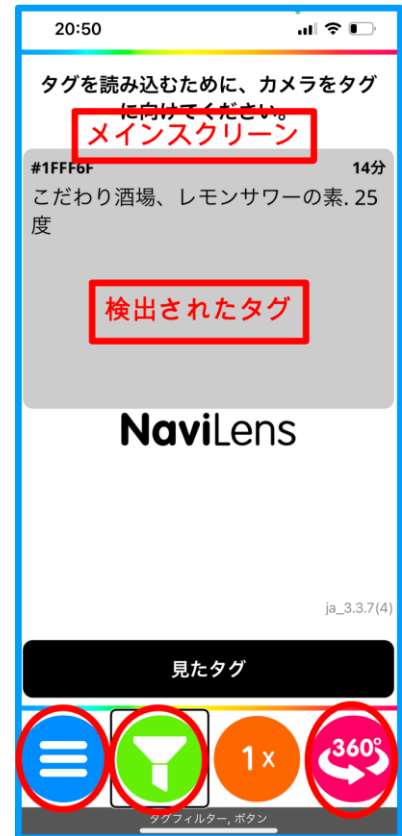 20:50
タグを読み込むために、カメラをタグ
に向けてください。
メインスクリーン
#1FFF6F 14分
こだわり酒場、レモンサワーの素. 25
度
検出されたタグ
NaviLens
ja_3.3.7(4)
見たタグ
1x 360°
タグフィルター, ボタン